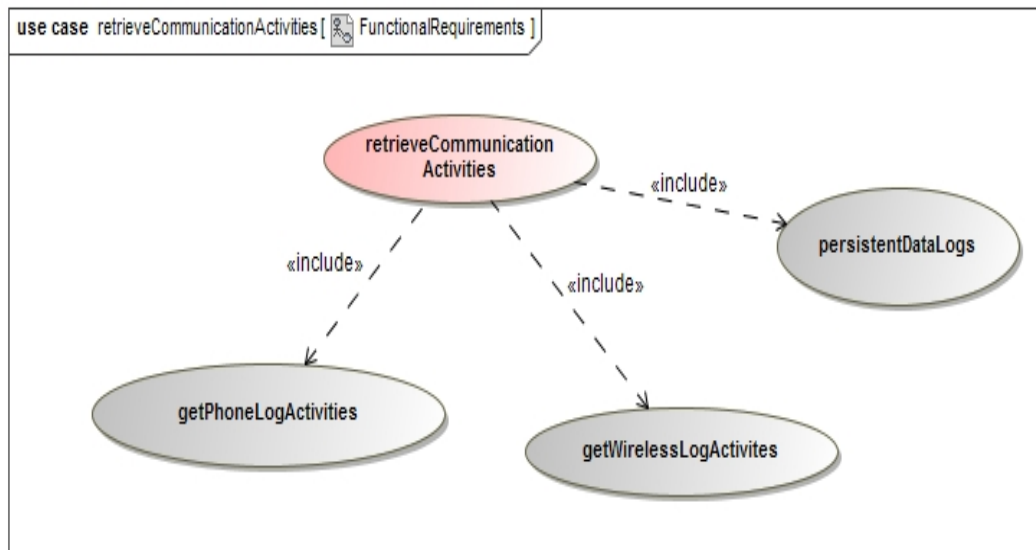 use case retrieveCommunicationActivities [ FunctionalRequirements ]
retrieveCommunication
Activities
«include»
persistentDataLogs
«include»
«include»
getPhoneLogActivities
getWirelessLogActivites